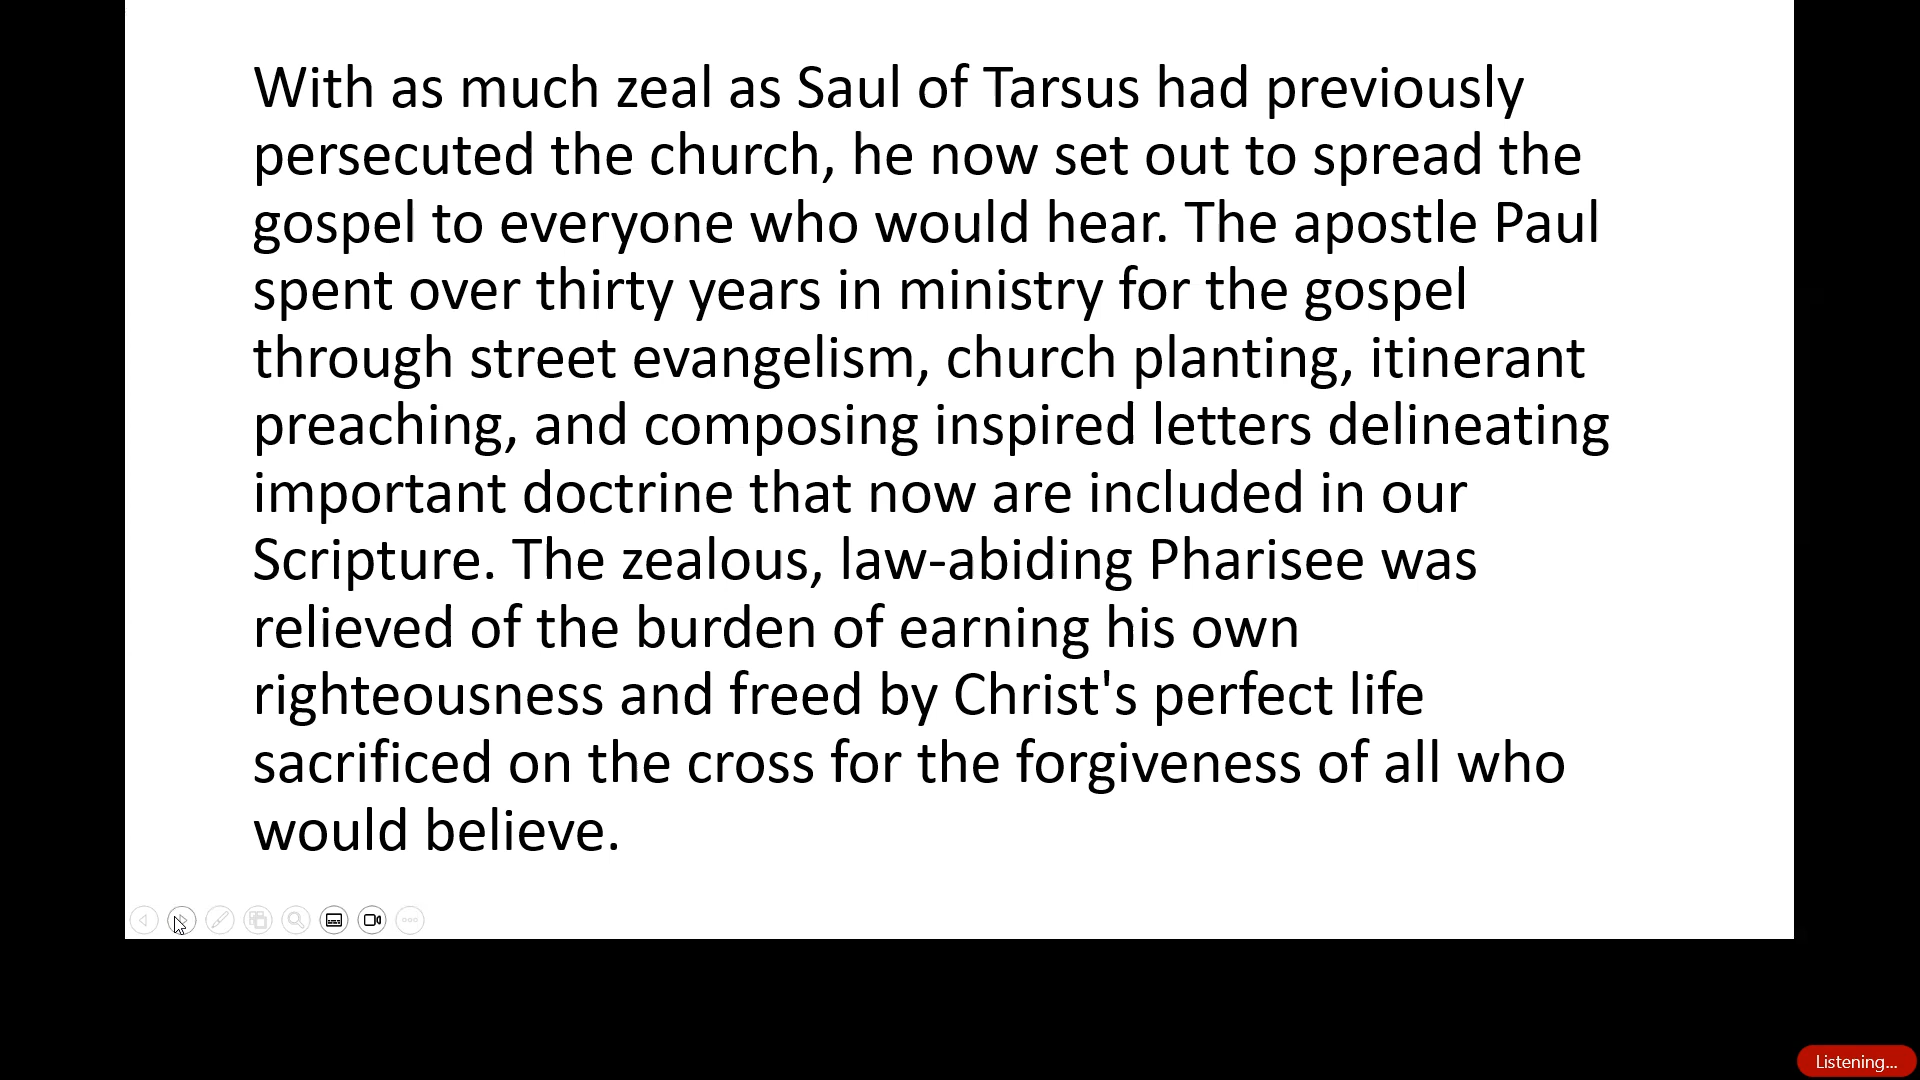 With as much zeal as Saul of Tarsus had previously
persecuted the church, he now set out to spread the
gospel to everyone who would hear. The apostle Paul
spent over thirty years in ministry for the gospel
through street evangelism, church planting, itinerant
preaching, and composing inspired letters delineating
important doctrine that now are included in our
Scripture. The zealous, law-abiding Pharisee was
relieved of the burden of earning his own
righteousness and freed by Christ's perfect life
sacrificed on the cross for the forgiveness of all who
would believe.
Listening...